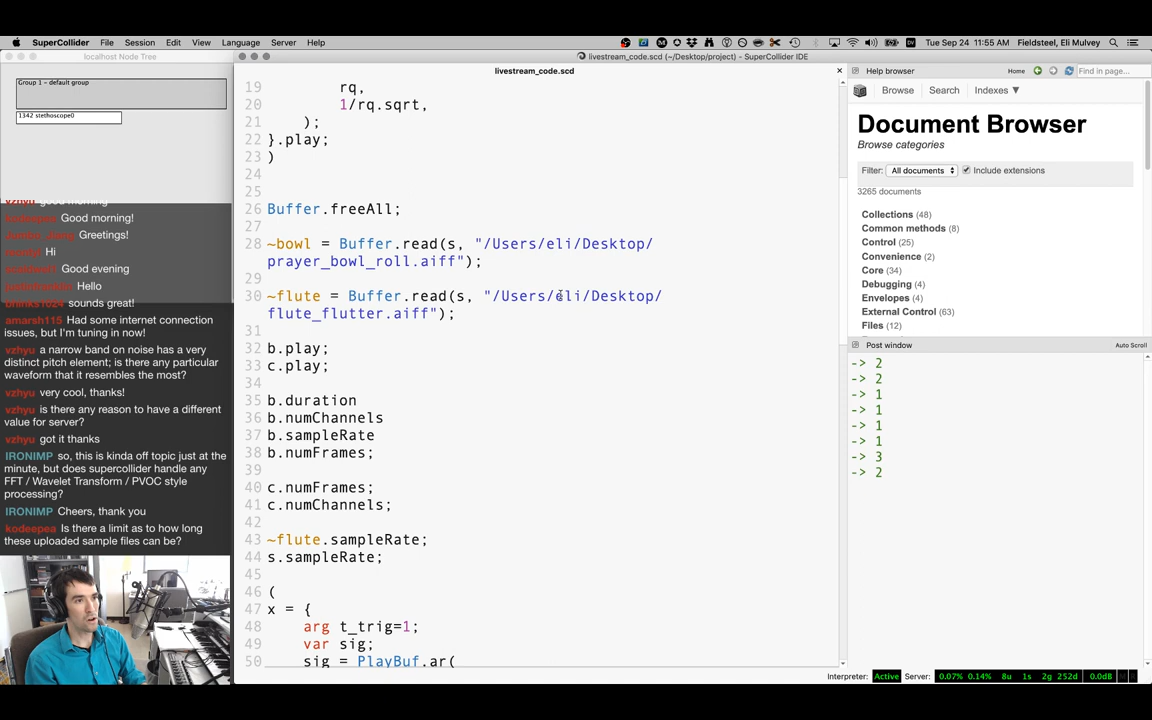 SuperCollider File Session Edit View Language Server Help
Tue Sep 24 11:55 AM Fieldsteel, Eli Mulvey
localhost Node Tree
livestream_code.scd (~/Desktop/project) - SuperCollider IDE
Group 1 - default group
1342 stethoscope0
good morning
Good morning!
Greetings!
Hi
Good evening
Hello
sounds great!
amarsh115 Had some internet connection
issues, but I'm tuning in now!
vzhyu a narrow band on noise has a very
distinct pitch element; is there any particular
waveform that it resembles the most?
vzhyu very cool, thanks!
vzhyu is there any reason to have a different
value for server?
vzhyu got it thanks
IRONIMP so, this is kinda off topic just at the
minute, but does supercollider handle any
FFT / Wavelet Transform / PVOC style
processing?
IRONIMP Cheers, thank you
kodeepea Is there a limit as to how long
these uploaded sample files can be?
livestream_code.scd
19 rq,
20 1/rq.sqrt,
21 );
22 }.play;
23 )
24
25
26 Buffer.freeAll;
27
28 ~bowl = Buffer.read(s, "/Users/eli/Desktop/
prayer_bowl_roll.aiff");
29
30 ~flute = Buffer.read(s, "/Users/eli/Desktop/
flute_flutter.aiff");
31
32 b.play;
33 c.play;
34
35 b.duration
36 b.numChannels
37 b.sampleRate
38 b.numFrames;
39
40 c.numFrames;
41 c.numChannels;
42
43 ~flute.sampleRate;
44 s.sampleRate;
45
46 (
47 x = {
48 arg t_trig=1;
49 var sig;
50 sig = PlayBuf.ar(
Help browser Home Find in page...
Browse Search Indexes ▼
Document Browser
Browse categories
Filter: All documents Include extensions
3265 documents
Collections (48)
Common methods (8)
Control (25)
Convenience (2)
Core (34)
Debugging (4)
Envelopes (4)
External Control (63)
Files (12)
Post window Auto Scroll
-> 2
-> 2
-> 1
-> 1
-> 1
-> 1
-> 3
-> 2
Interpreter: Active Server: 0.07% 0.14% 8u 1s 2g 252d 0.0dB